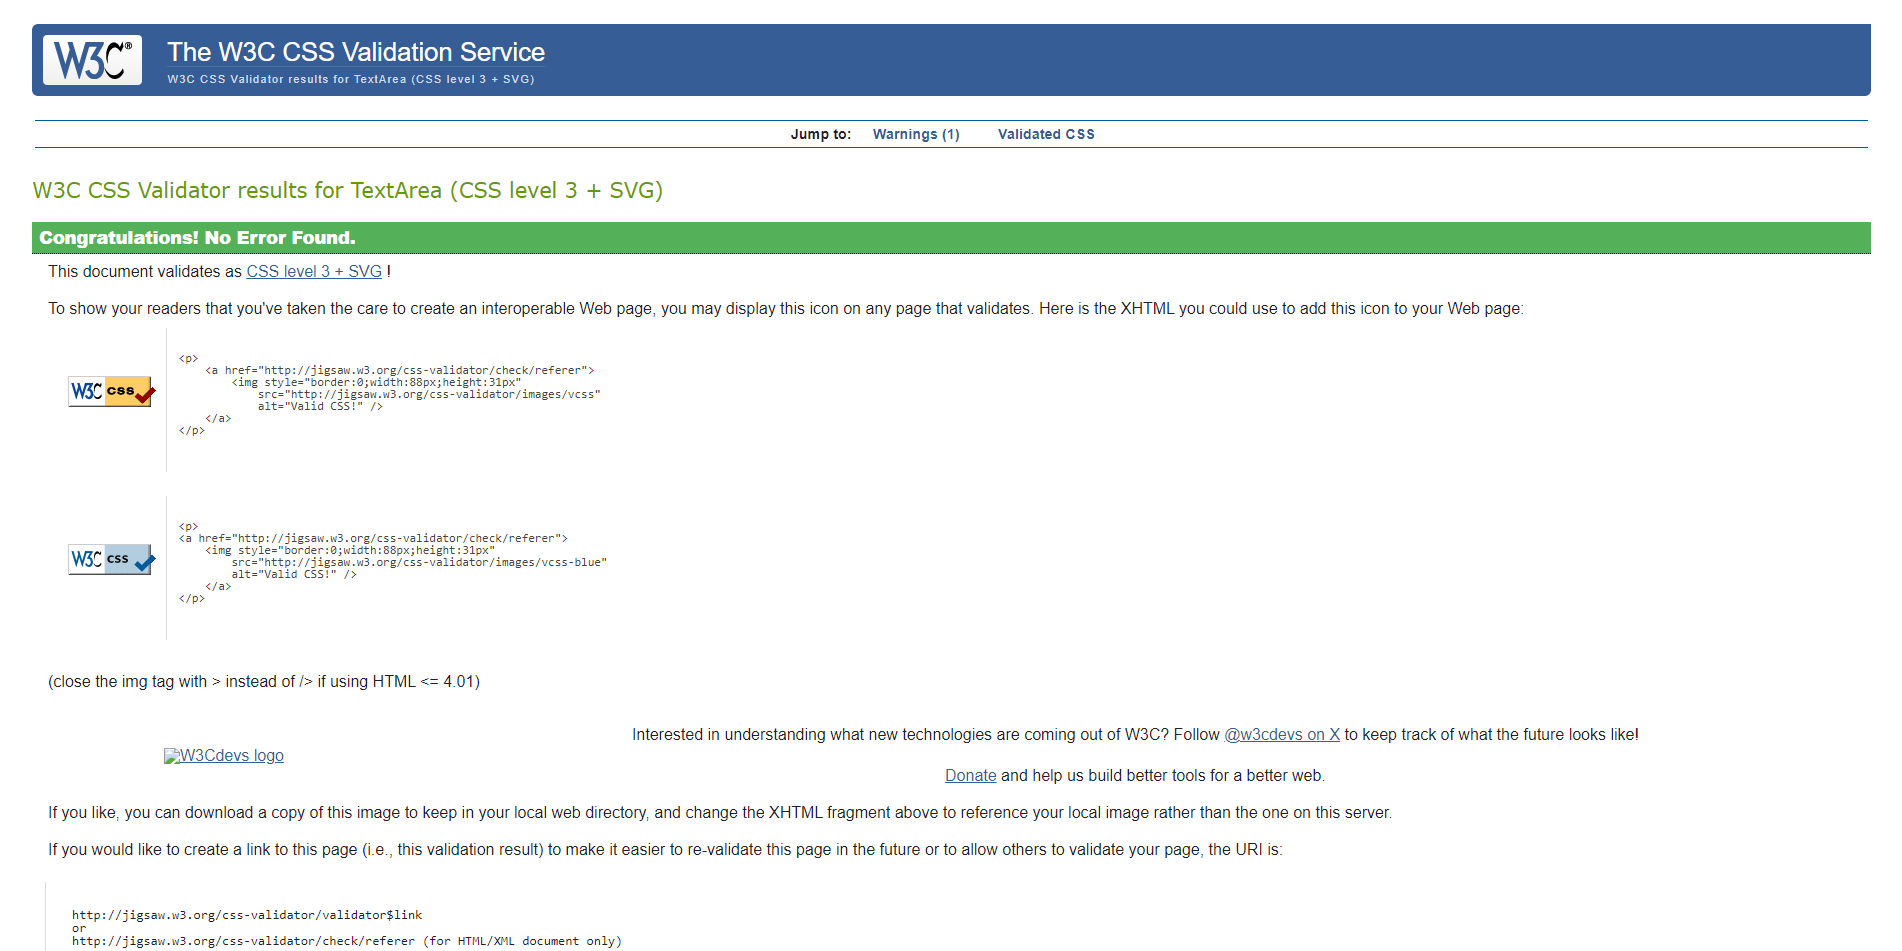 W3C®
The W3C CSS Validation Service
W3C CSS Validator results for TextArea (CSS level 3 + SVG)
Jump to: Warnings (1) Validated CSS
W3C CSS Validator results for TextArea (CSS level 3 + SVG)
Congratulations! No Error Found.
This document validates as CSS level 3 + SVG !
To show your readers that you've taken the care to create an interoperable Web page, you may display this icon on any page that validates. Here is the XHTML you could use to add this icon to your Web page:
W3C css
<p>
    <a href="http://jigsaw.w3.org/css-validator/check/referer">
        <img style="border:0;width:88px;height:31px"
            src="http://jigsaw.w3.org/css-validator/images/vcss"
            alt="Valid CSS!" />
    </a>
</p>
W3C css
<p>
<a href="http://jigsaw.w3.org/css-validator/check/referer">
    <img style="border:0;width:88px;height:31px"
        src="http://jigsaw.w3.org/css-validator/images/vcss-blue"
        alt="Valid CSS!" />
    </a>
</p>
(close the img tag with > instead of /> if using HTML <= 4.01)
Interested in understanding what new technologies are coming out of W3C? Follow @w3cdevs on X to keep track of what the future looks like!
W3Cdevs logo
Donate and help us build better tools for a better web.
If you like, you can download a copy of this image to keep in your local web directory, and change the XHTML fragment above to reference your local image rather than the one on this server.
If you would like to create a link to this page (i.e., this validation result) to make it easier to re-validate this page in the future or to allow others to validate your page, the URI is:
http://jigsaw.w3.org/css-validator/validator$link
or
http://jigsaw.w3.org/css-validator/check/referer (for HTML/XML document only)